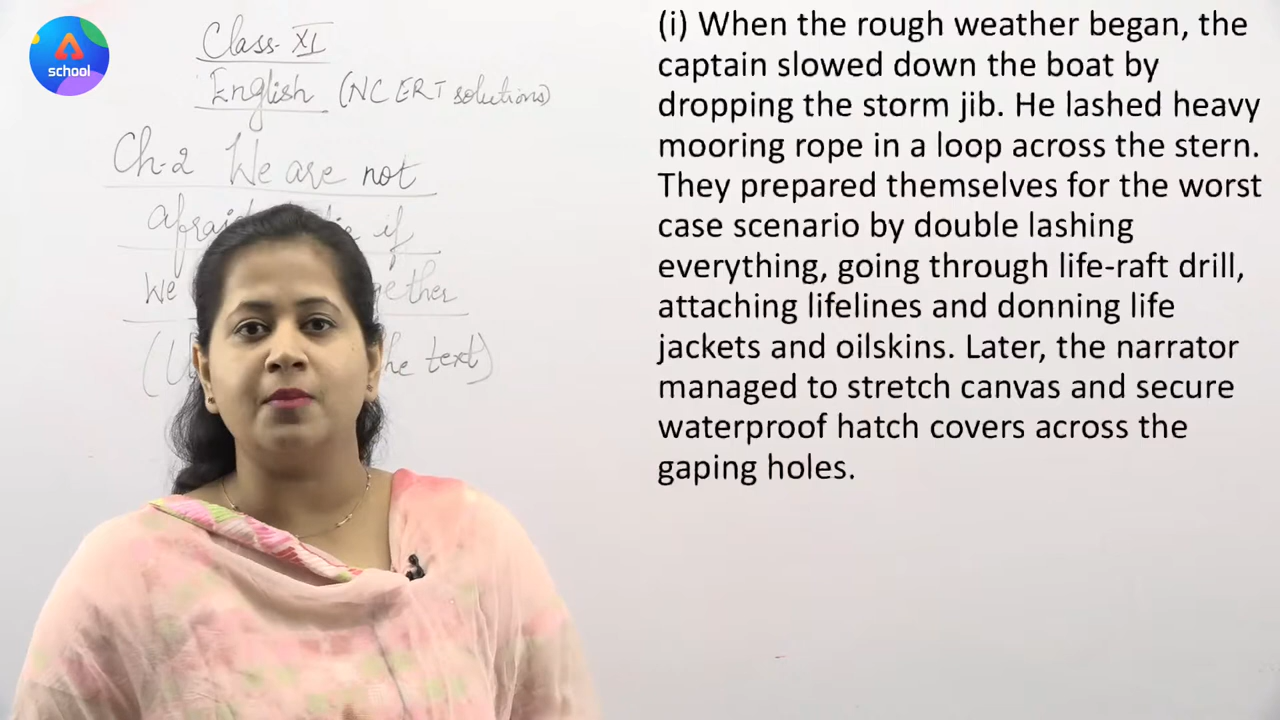 A
school
Class-XI
English (NCERT solutions)
Ch-2 We are not
if
We
the text)
(i) When the rough weather began, the
captain slowed down the boat by
dropping the storm jib. He lashed heavy
mooring rope in a loop across the stern.
They prepared themselves for the worst
case scenario by double lashing
everything, going through life-raft drill,
attaching lifelines and donning life
jackets and oilskins. Later, the narrator
managed to stretch canvas and secure
waterproof hatch covers across the
gaping holes.